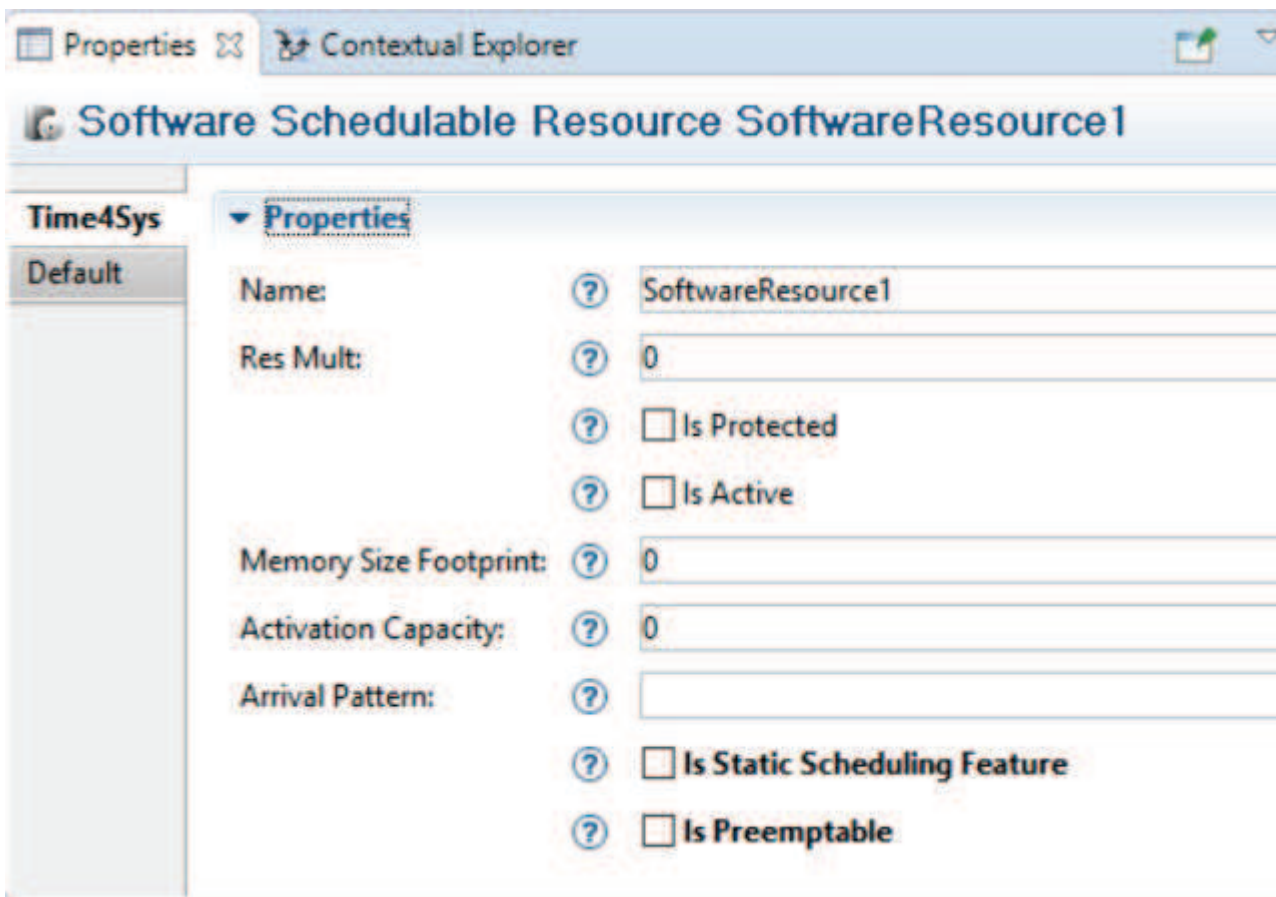 Properties Contextual Explorer
Software Schedulable Resource SoftwareResource1
Time4Sys
Default
Properties
Name: ? SoftwareResource1
Res Mult: ? 0
? Is Protected
? Is Active
Memory Size Footprint: ? 0
Activation Capacity: ? 0
Arrival Pattern: ?
? Is Static Scheduling Feature
? Is Preemptable